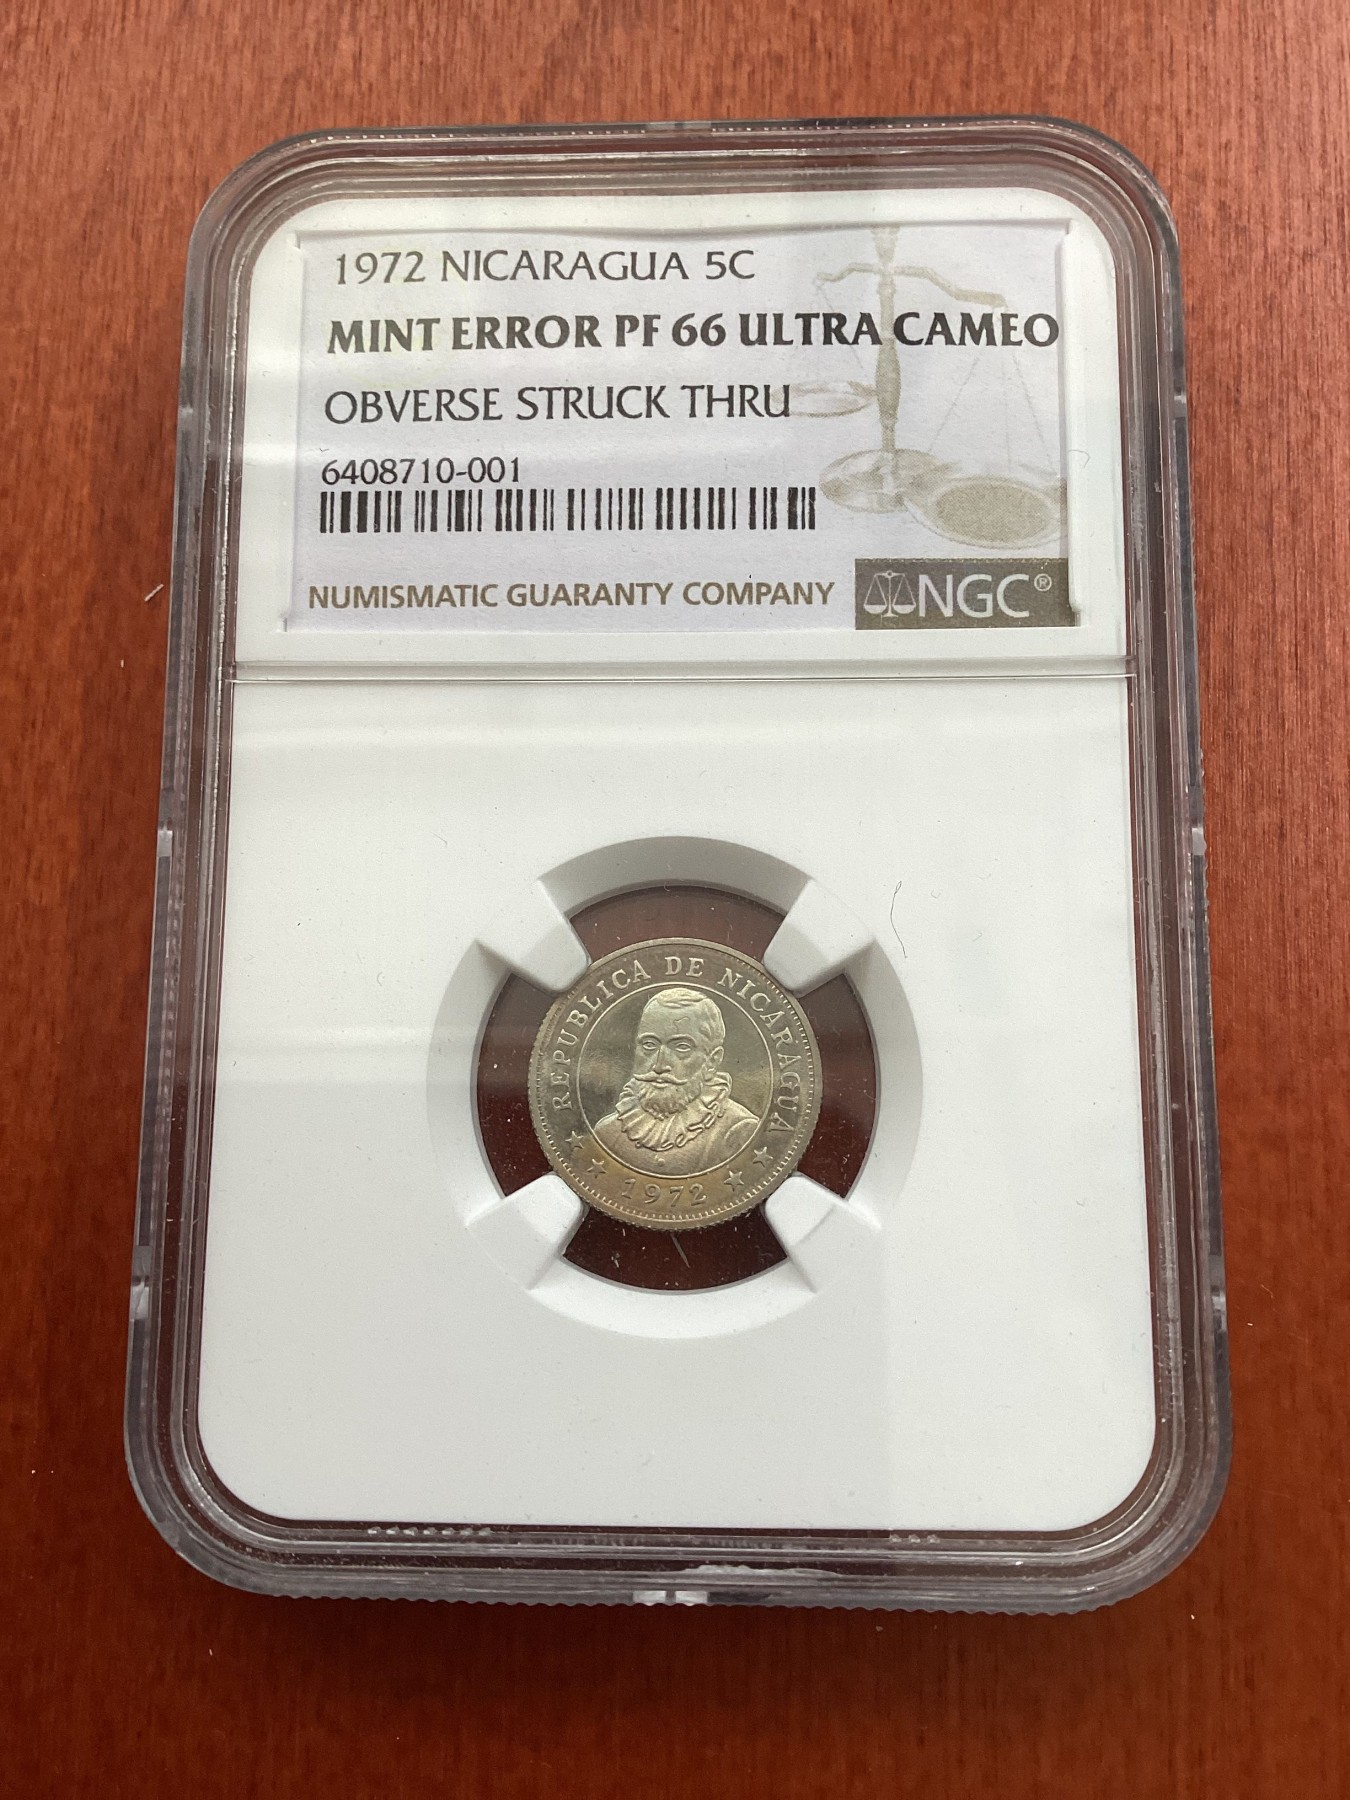 1972 NICARAGUA 5C
MINT ERROR PF 66 ULTRA CAMEO
OBVERSE STRUCK THRU
6408710-001
NUMISMATIC GUARANTY COMPANY
NGC®
REPUBLICA DE NICARAGUA
1972